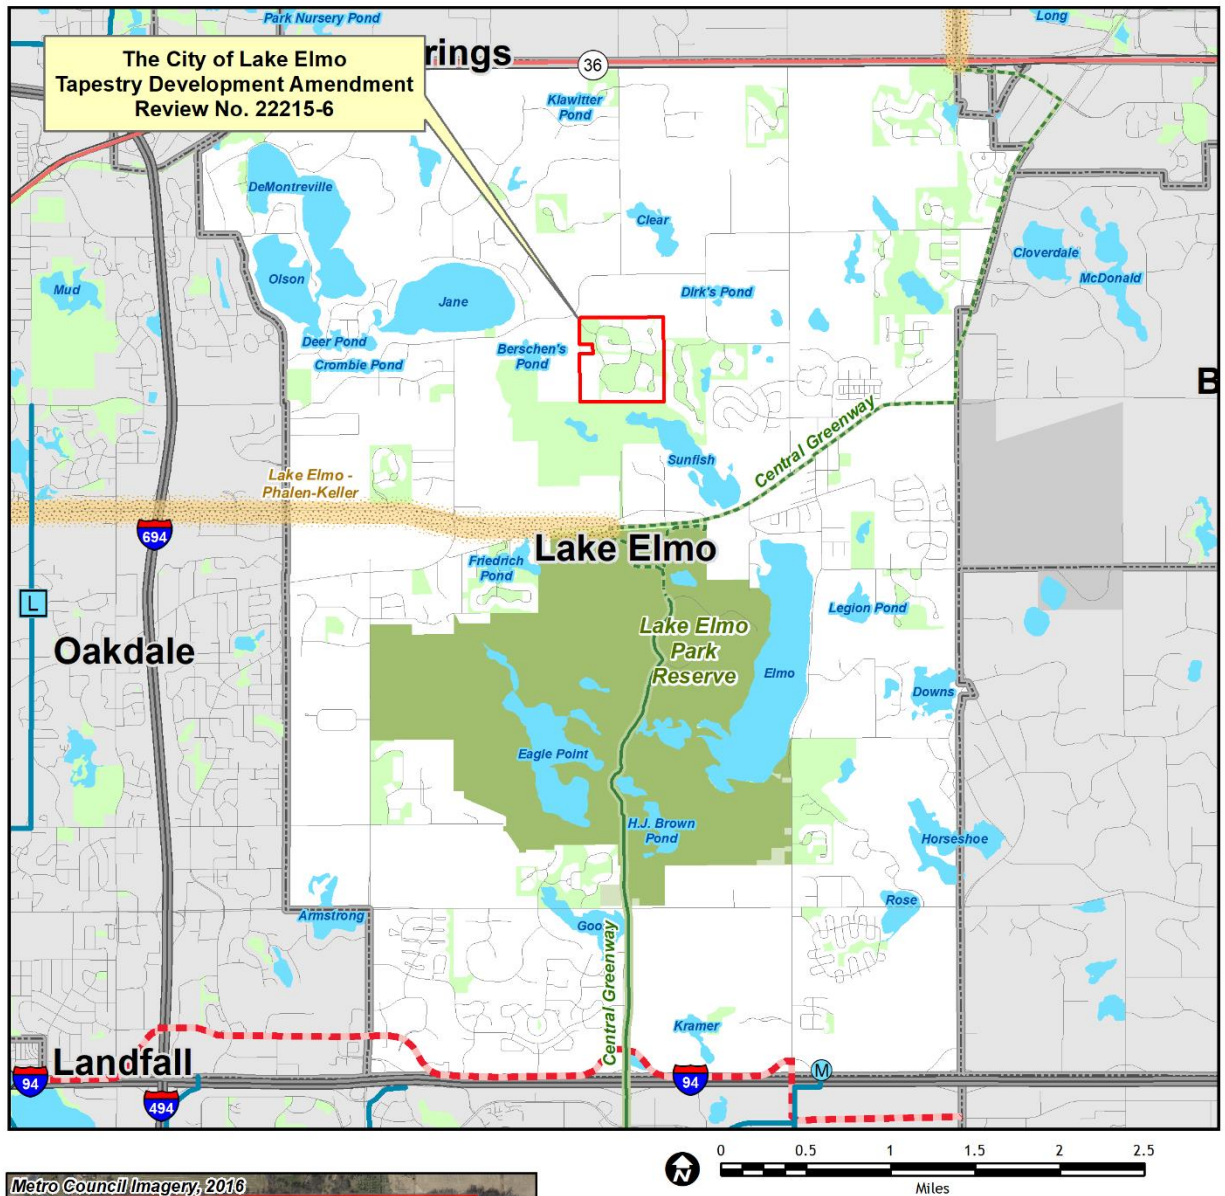 Park Nursery Pond
Long
The City of Lake Elmo
Tapestry Development Amendment
Review No. 22215-6
rings
36
Klawitter
Pond
DeMontreville
Clear
Cloverdale
McDonald
Olson
Mud
Jane
Dirk's Pond
Deer Pond
Berschen's
Pond
Crombie Pond
B
Central Greenway
Sunfish
Lake Elmo -
Phalen-Keller
694
Lake Elmo
Friedrich
Pond
L
Legion Pond
Oakdale
Lake Elmo
Park
Reserve
Elmo
Downs
Eagle Point
H.J. Brown
Pond
Horseshoe
Rose
Armstrong
Goo
Central Greenway
Kramer
Landfall
94
94
M
494
0 0.5 1 1.5 2 2.5
N
Miles
Metro Council Imagery, 2016